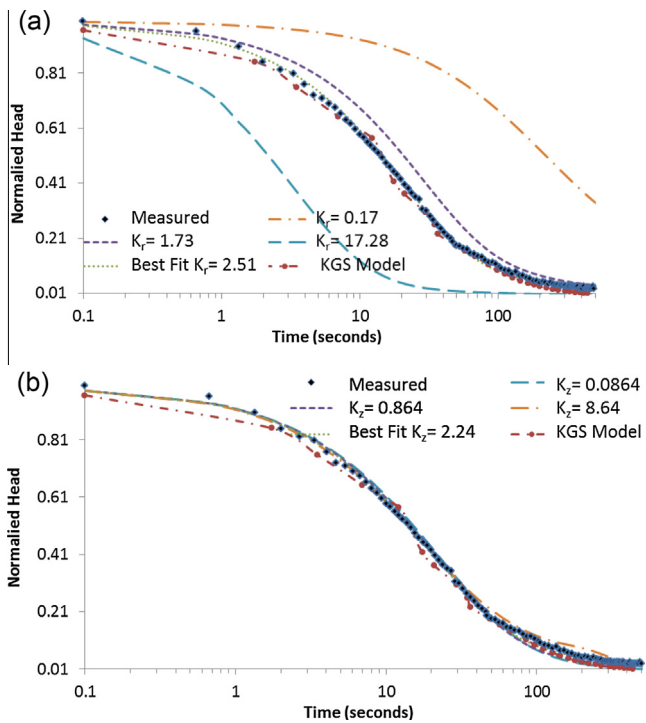 (a)
Normalied Head
0.81
0.61
0.41
0.21
0.01
Measured
Kr= 0.17
Kr= 1.73
Kr= 17.28
Best Fit Kr= 2.51
KGS Model
0.1 1 10 100
Time (seconds)
(b)
Normalied Head
0.81
0.61
0.41
0.21
0.01
Measured
Kz= 0.0864
Kz= 0.864
Kz= 8.64
Best Fit Kz= 2.24
KGS Model
0.1 1 10 100
Time (seconds)